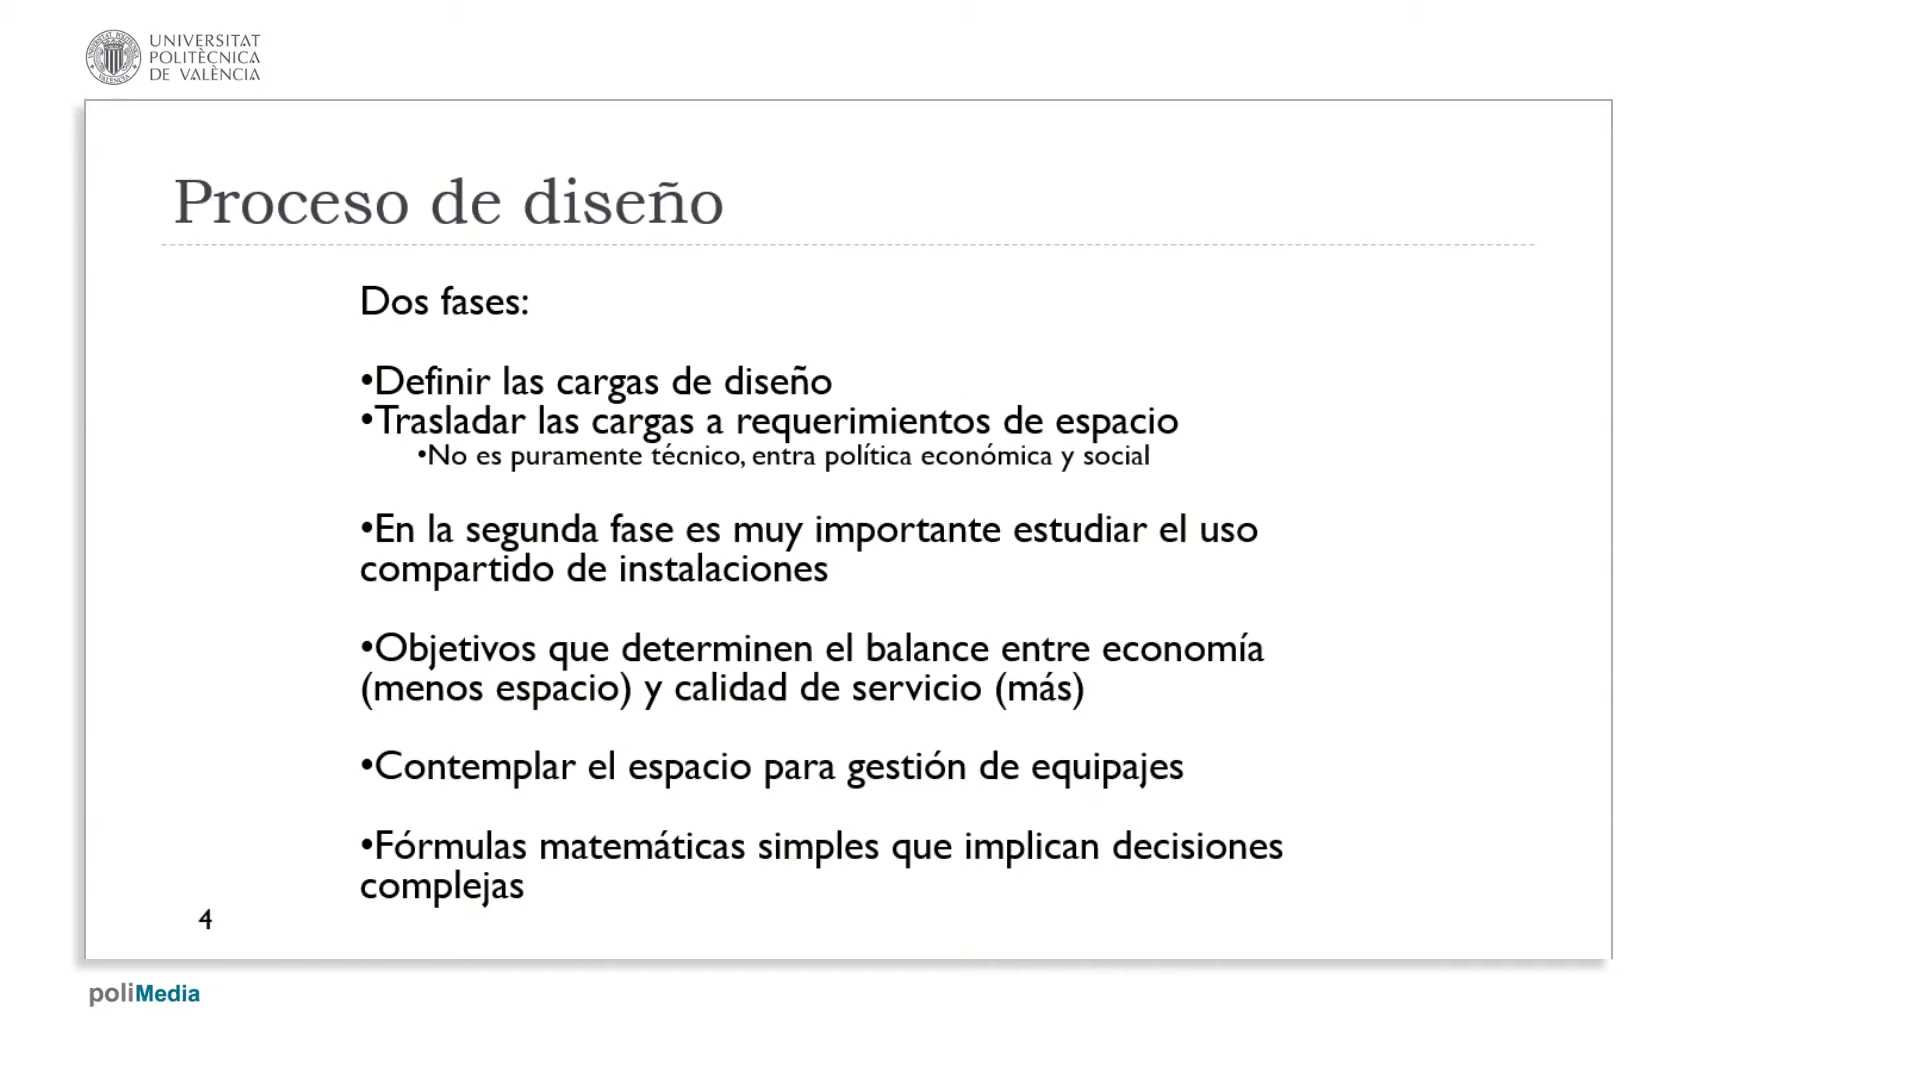 UNIVERSITAT
POLITÈCNICA
DE VALÈNCIA
Proceso de diseño
Dos fases:
•Definir las cargas de diseño
•Trasladar las cargas a requerimientos de espacio
•No es puramente técnico, entra política económica y social
•En la segunda fase es muy importante estudiar el uso
compartido de instalaciones
•Objetivos que determinen el balance entre economía
(menos espacio) y calidad de servicio (más)
•Contemplar el espacio para gestión de equipajes
•Fórmulas matemáticas simples que implican decisiones
complejas
4
poliMedia